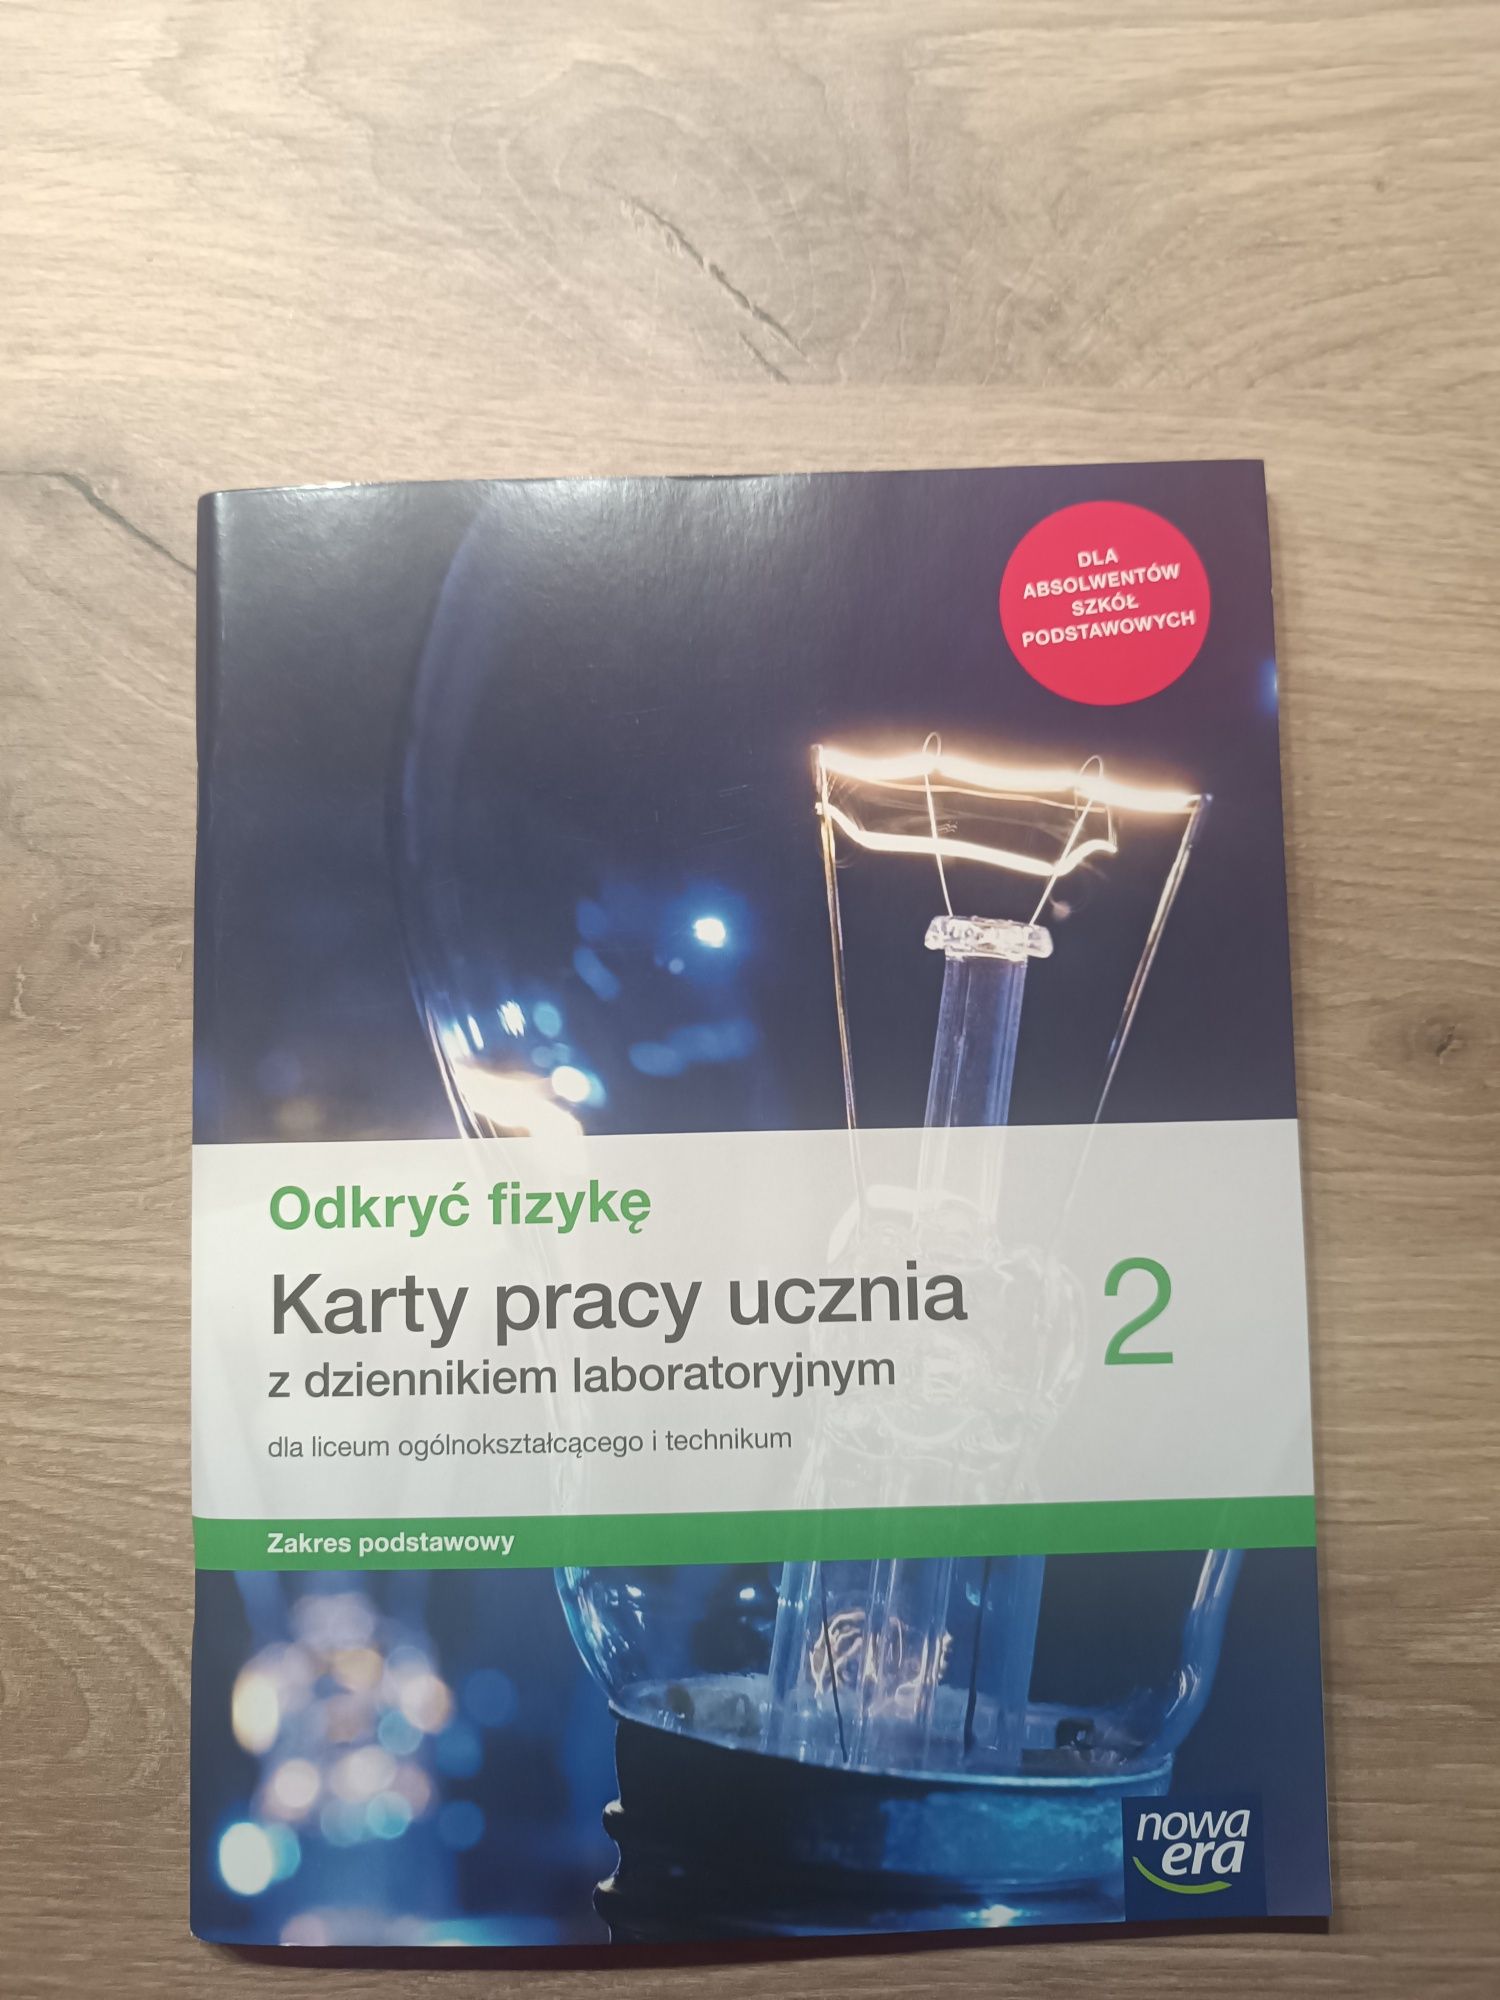 DLA
ABSOLWENTÓW
SZKÓŁ
PODSTAWOWYCH
Odkryć fizykę
Karty pracy ucznia
2
z dziennikiem laboratoryjnym
dla liceum ogólnokształcącego i technikum
Zakres podstawowy
nowa
era